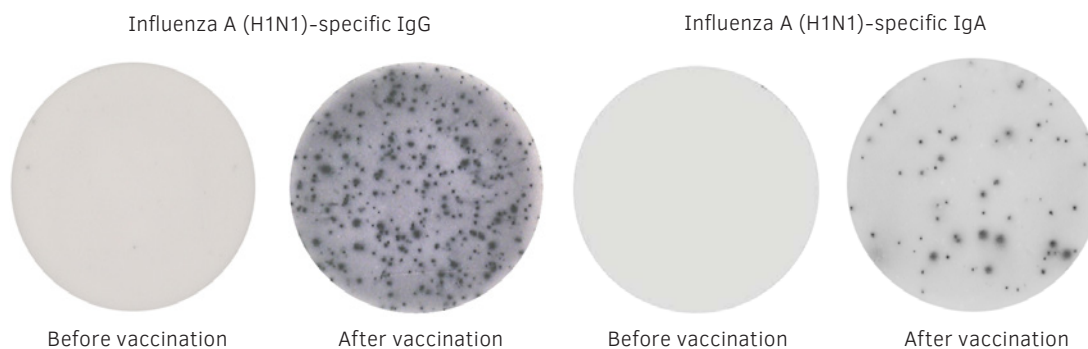 Influenza A (H1N1)-specific IgG
Influenza A (H1N1)-specific IgA
Before vaccination
After vaccination
Before vaccination
After vaccination